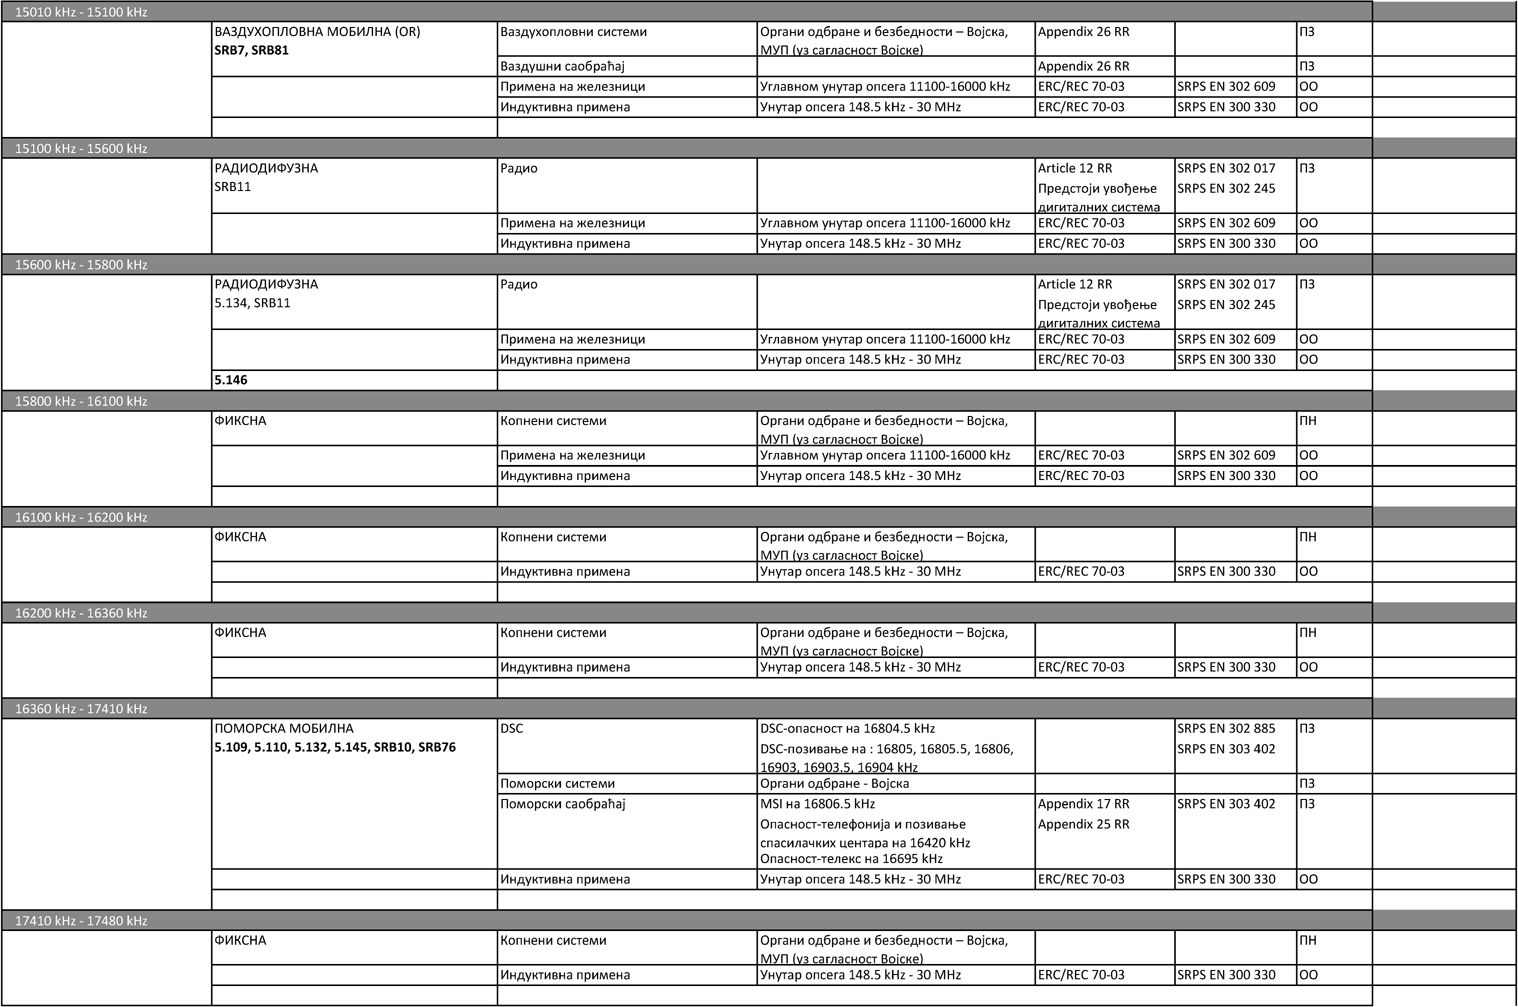 15010 kHz - 15100 kHz
ВАЗДУХОПЛОВНА МОБИЛНА (OR) Ваздухопловни системи Органи одбране и безбедности – Војска, Appendix 26 RR ПЗ
SRB7, SRB81 МУП (уз сагласност Војске)
Ваздушни саобраћај Appendix 26 RR ПЗ
Примена на железници Углавном унутар опсега 11100-16000 kHz ERC/REC 70-03 SRPS EN 302 609 ОО
Индуктивна примена Унутар опсега 148.5 kHz - 30 MHz ERC/REC 70-03 SRPS EN 300 330 ОО
15100 kHz - 15600 kHz
РАДИОДИФУЗНА Радио Article 12 RR SRPS EN 302 017 ПЗ
SRB11 Предстоји увођење SRPS EN 302 245
дигиталних система
Примена на железници Углавном унутар опсега 11100-16000 kHz ERC/REC 70-03 SRPS EN 302 609 ОО
Индуктивна примена Унутар опсега 148.5 kHz - 30 MHz ERC/REC 70-03 SRPS EN 300 330 ОО
15600 kHz - 15800 kHz
РАДИОДИФУЗНА Радио Article 12 RR SRPS EN 302 017 ПЗ
5.134, SRB11 Предстоји увођење SRPS EN 302 245
дигиталних система
Примена на железници Углавном унутар опсега 11100-16000 kHz ERC/REC 70-03 SRPS EN 302 609 ОО
Индуктивна примена Унутар опсега 148.5 kHz - 30 MHz ERC/REC 70-03 SRPS EN 300 330 ОО
5.146
15800 kHz - 16100 kHz
ФИКСНА Копнени системи Органи одбране и безбедности – Војска, ПН
МУП (уз сагласност Војске)
Примена на железници Углавном унутар опсега 11100-16000 kHz ERC/REC 70-03 SRPS EN 302 609 ОО
Индуктивна примена Унутар опсега 148.5 kHz - 30 MHz ERC/REC 70-03 SRPS EN 300 330 ОО
16100 kHz - 16200 kHz
ФИКСНА Копнени системи Органи одбране и безбедности – Војска, ПН
МУП (уз сагласност Војске)
Индуктивна примена Унутар опсега 148.5 kHz - 30 MHz ERC/REC 70-03 SRPS EN 300 330 ОО
16200 kHz - 16360 kHz
ФИКСНА Копнени системи Органи одбране и безбедности – Војска, ПН
МУП (уз сагласност Војске)
Индуктивна примена Унутар опсега 148.5 kHz - 30 MHz ERC/REC 70-03 SRPS EN 300 330 ОО
16360 kHz - 17410 kHz
ПОМОРСКА МОБИЛНА DSC DSC-опасност на 16804.5 kHz SRPS EN 302 885 ПЗ
5.109, 5.110, 5.132, 5.145, SRB10, SRB76 DSC-позивање на : 16805, 16805.5, 16806, SRPS EN 303 402
16903, 16903.5, 16904 kHz
Поморски системи Органи одбране - Војска ПЗ
Поморски саобраћај MSI на 16806.5 kHz Appendix 17 RR SRPS EN 303 402 ПЗ
Опасност-телефонија и позивање Appendix 25 RR
спасилачких центара на 16420 kHz
Опасност-телекс на 16695 kHz
Индуктивна примена Унутар опсега 148.5 kHz - 30 MHz ERC/REC 70-03 SRPS EN 300 330 ОО
17410 kHz - 17480 kHz
ФИКСНА Копнени системи Органи одбране и безбедности – Војска, ПН
МУП (уз сагласност Војске)
Индуктивна примена Унутар опсега 148.5 kHz - 30 MHz ERC/REC 70-03 SRPS EN 300 330 ОО